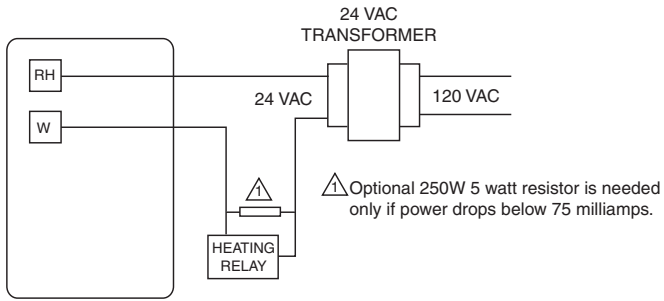 24 VAC
TRANSFORMER
RH
24 VAC
120 VAC
W
1
1 Optional 250W 5 watt resistor is needed
only if power drops below 75 milliamps.
HEATING
RELAY